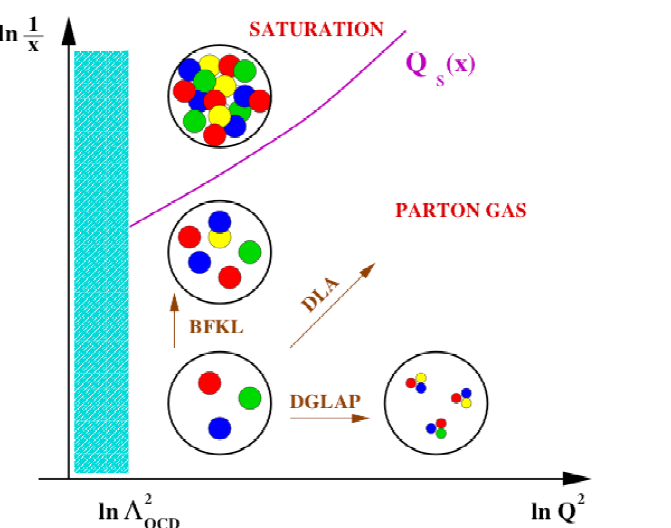 ln 1/x
SATURATION
Q_s(x)
PARTON GAS
DLA
BFKL
DGLAP
ln Λ²_QCD
ln Q²